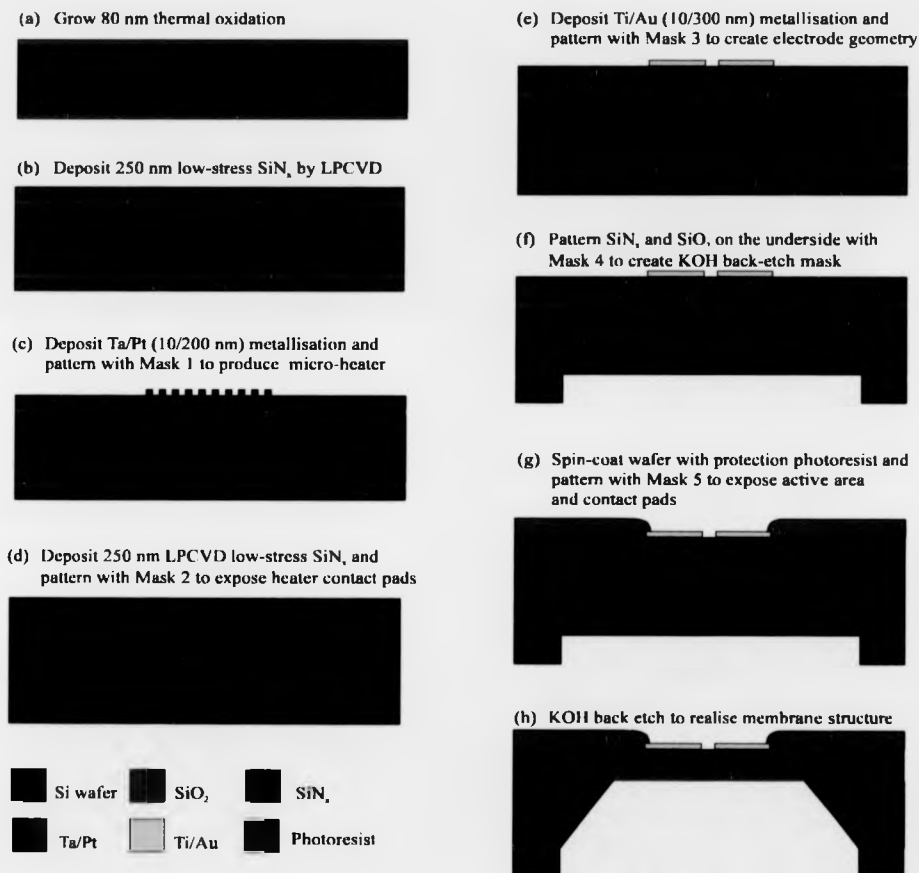 (a) Grow 80 nm thermal oxidation
(b) Deposit 250 nm low-stress SiNₓ by LPCVD
(c) Deposit Ta/Pt (10/200 nm) metallisation and
pattern with Mask 1 to produce micro-heater
(d) Deposit 250 nm LPCVD low-stress SiNₓ and
pattern with Mask 2 to expose heater contact pads
Si wafer SiO₂ SiNₓ
Ta/Pt Ti/Au Photoresist
(e) Deposit Ti/Au (10/300 nm) metallisation and
pattern with Mask 3 to create electrode geometry
(f) Pattern SiNₓ and SiO₂ on the underside with
Mask 4 to create KOH back-etch mask
(g) Spin-coat wafer with protection photoresist and
pattern with Mask 5 to expose active area
and contact pads
(h) KOH back etch to realise membrane structure